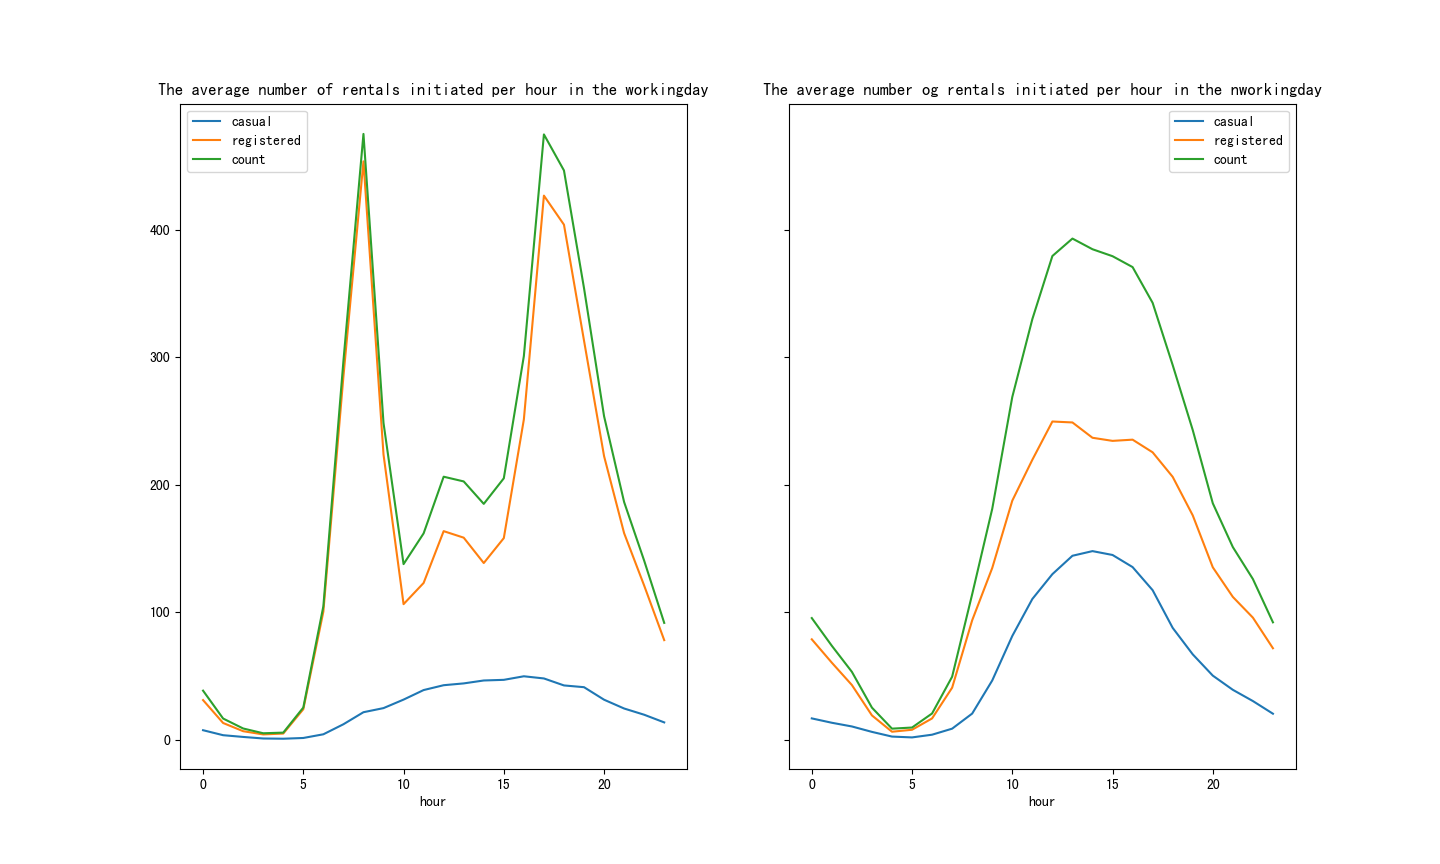 The average number of rentals initiated per hour in the workingday
casual
registered
count
400
300
200
100
0
0 5 10 15 20
hour
The average number og rentals initiated per hour in the nworkingday
casual
registered
count
0 5 10 15 20
hour